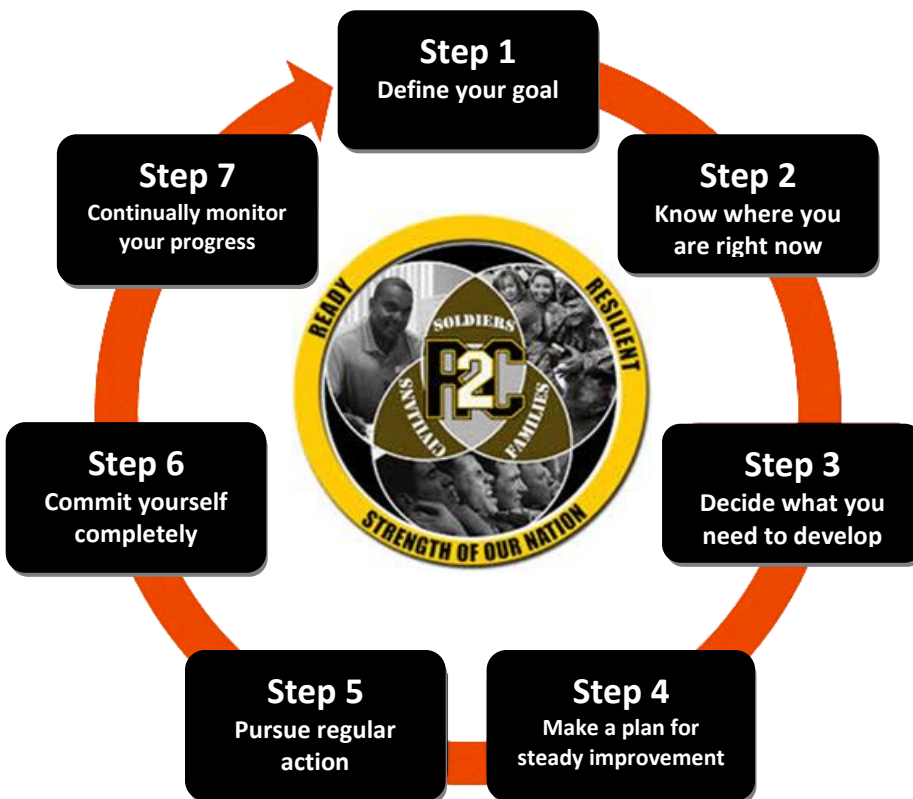 Step 1
Define your goal
Step 2
Know where you
are right now
Step 3
Decide what you
need to develop
Step 4
Make a plan for
steady improvement
Step 5
Pursue regular
action
Step 6
Commit yourself
completely
Step 7
Continually monitor
your progress
READY
RESILIENT
SOLDIERS
R2C
CIVILIANS
FAMILIES
STRENGTH OF OUR NATION